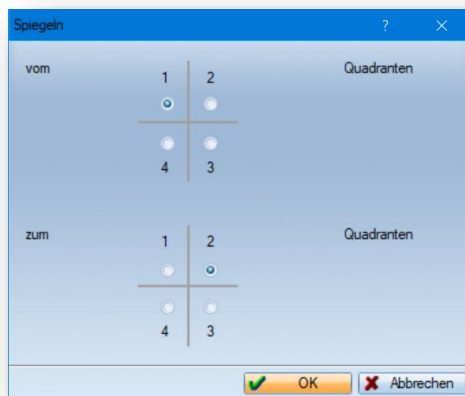 Spiegeln ?
vom Quadranten
1 2
4 3
zum Quadranten
1 2
4 3
OK Abbrechen